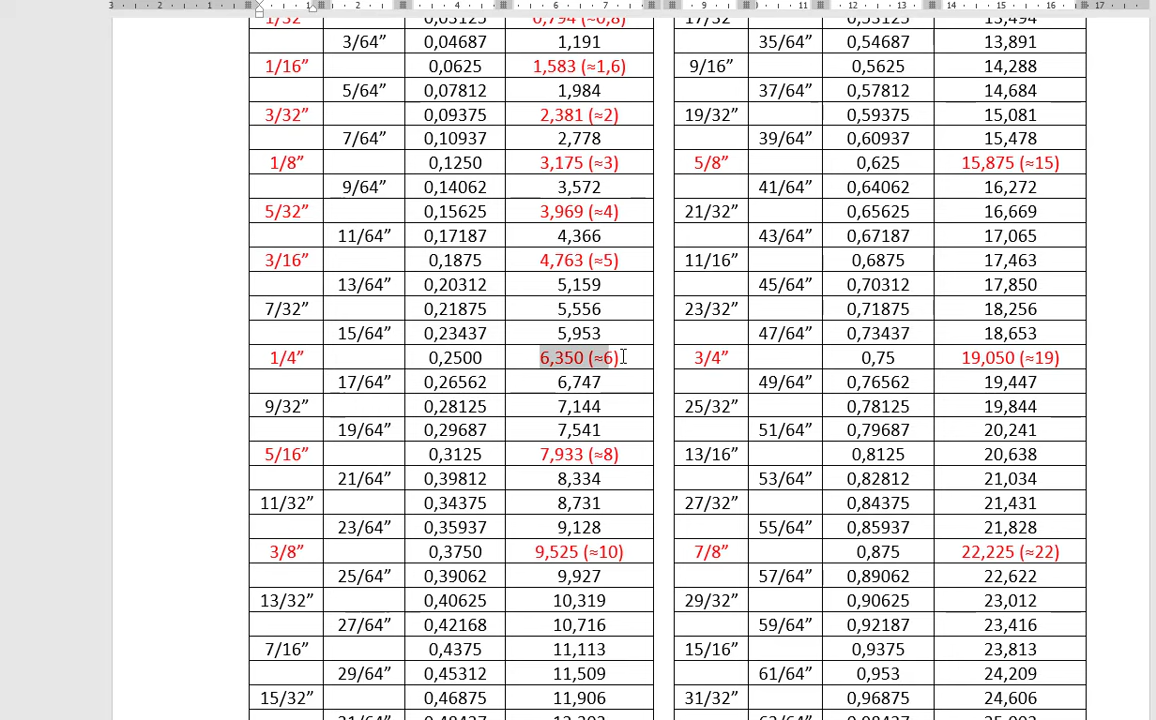 3 2 1 1 2 4 6 7 9 11 12 13 14 15 16 17
1/32” 0,03125 0,794 (≈0,8) 17/32” 0,53125 13,494
3/64” 0,04687 1,191 35/64” 0,54687 13,891
1/16” 0,0625 1,583 (≈1,6) 9/16” 0,5625 14,288
5/64” 0,07812 1,984 37/64” 0,57812 14,684
3/32” 0,09375 2,381 (≈2) 19/32” 0,59375 15,081
7/64” 0,10937 2,778 39/64” 0,60937 15,478
1/8” 0,1250 3,175 (≈3) 5/8” 0,625 15,875 (≈15)
9/64” 0,14062 3,572 41/64” 0,64062 16,272
5/32” 0,15625 3,969 (≈4) 21/32” 0,65625 16,669
11/64” 0,17187 4,366 43/64” 0,67187 17,065
3/16” 0,1875 4,763 (≈5) 11/16” 0,6875 17,463
13/64” 0,20312 5,159 45/64” 0,70312 17,850
7/32” 0,21875 5,556 23/32” 0,71875 18,256
15/64” 0,23437 5,953 47/64” 0,73437 18,653
1/4” 0,2500 6,350 (≈6) 3/4” 0,75 19,050 (≈19)
17/64” 0,26562 6,747 49/64” 0,76562 19,447
9/32” 0,28125 7,144 25/32” 0,78125 19,844
19/64” 0,29687 7,541 51/64” 0,79687 20,241
5/16” 0,3125 7,933 (≈8) 13/16” 0,8125 20,638
21/64” 0,39812 8,334 53/64” 0,82812 21,034
11/32” 0,34375 8,731 27/32” 0,84375 21,431
23/64” 0,35937 9,128 55/64” 0,85937 21,828
3/8” 0,3750 9,525 (≈10) 7/8” 0,875 22,225 (≈22)
25/64” 0,39062 9,927 57/64” 0,89062 22,622
13/32” 0,40625 10,319 29/32” 0,90625 23,012
27/64” 0,42168 10,716 59/64” 0,92187 23,416
7/16” 0,4375 11,113 15/16” 0,9375 23,813
29/64” 0,45312 11,509 61/64” 0,953 24,209
15/32” 0,46875 11,906 31/32” 0,96875 24,606